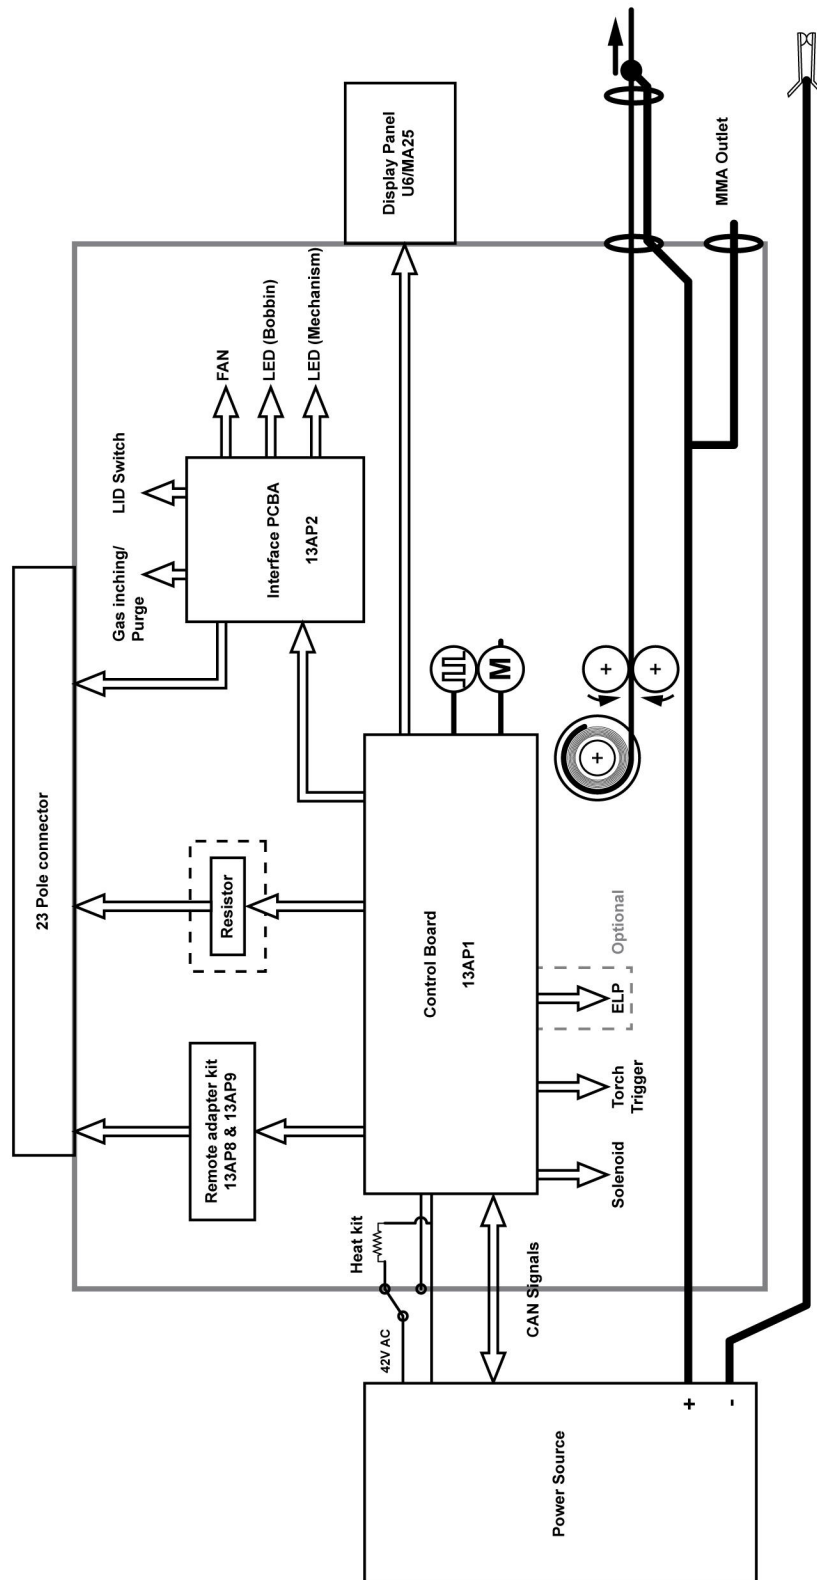 23 Pole connector
Remote adapter kit
13AP8 & 13AP9
Resistor
Gas inching/
Purge
LID Switch
Interface PCBA
13AP2
FAN
LED (Bobbin)
LED (Mechanism)
Display Panel
U6/MA25
Heat kit
42V AC
CAN Signals
Control Board
13AP1
M
Solenoid
Torch
Trigger
ELP
Optional
Power Source
+
-
+
+
+
MMA Outlet